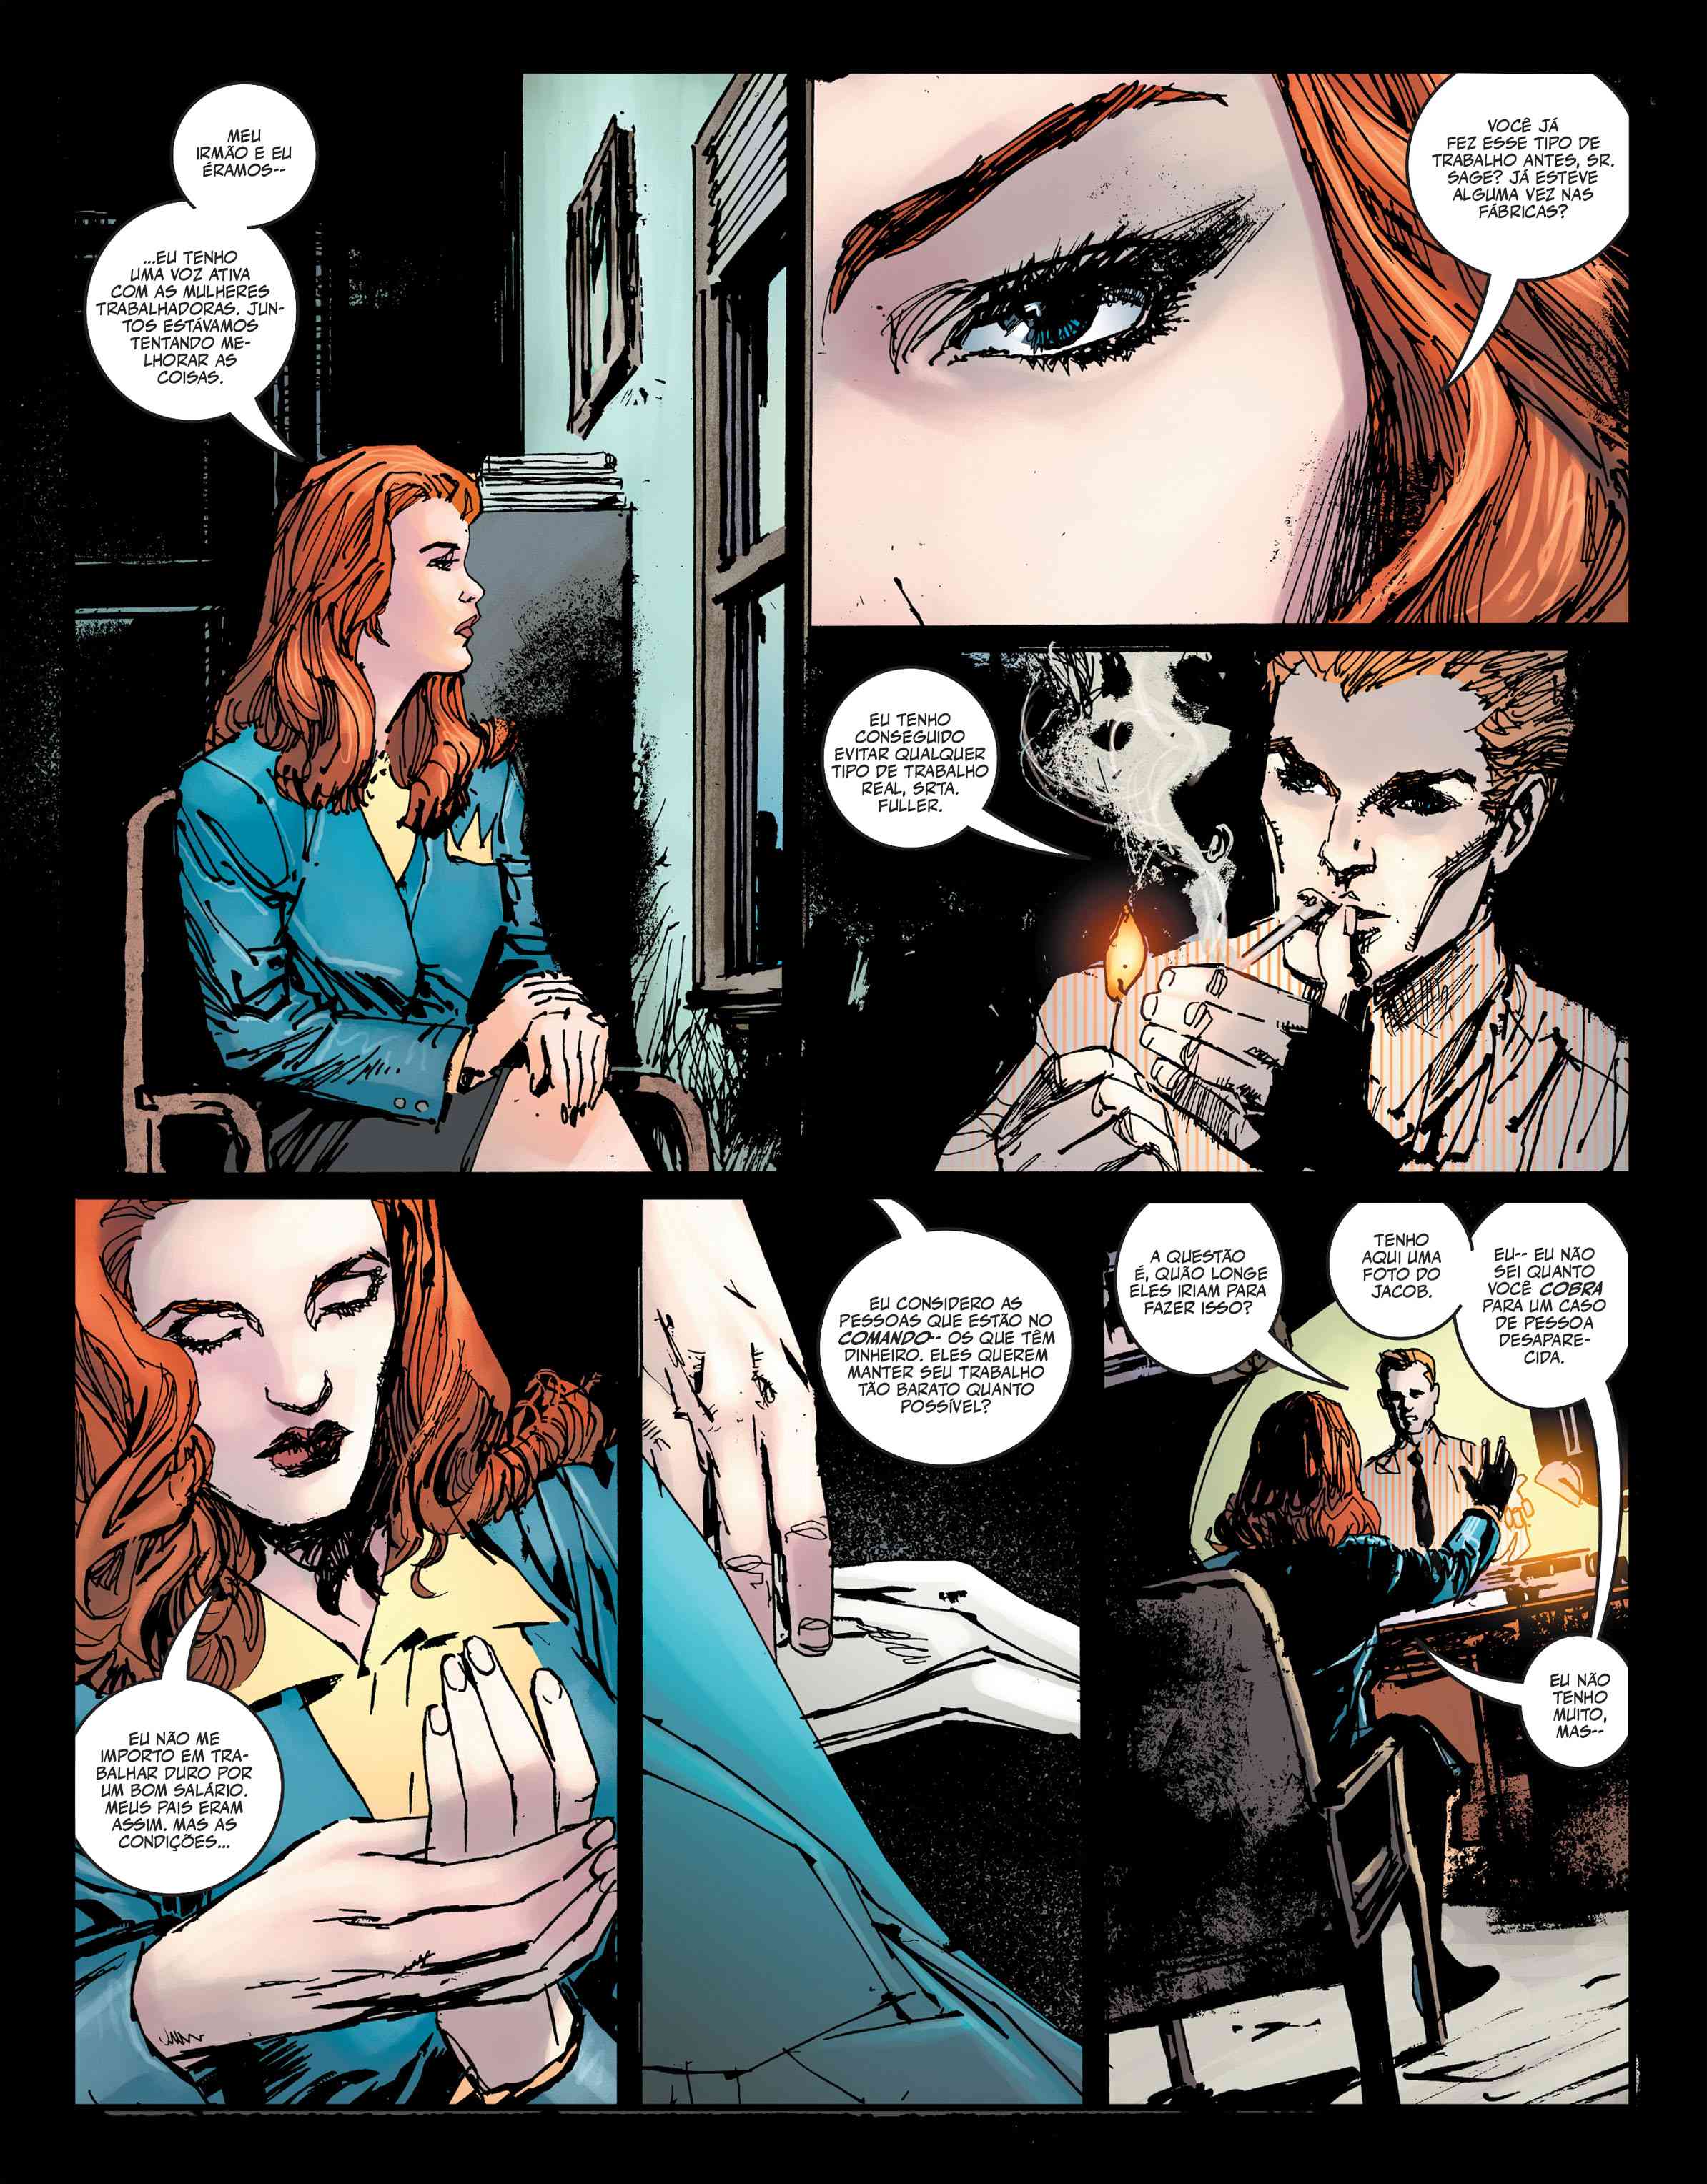 MEU
IRMÃO E EU
ÉRAMOS--
...EU TENHO
UMA VOZ ATIVA
COM AS MULHERES
TRABALHADORAS. JUN-
TOS ESTÁVAMOS
TENTANDO ME-
LHORAR AS
COISAS.
VOCÊ JÁ
FEZ ESSE TIPO DE
TRABALHO ANTES, SR.
SAGE? JÁ ESTEVE
ALGUMA VEZ NAS
FÁBRICAS?
EU TENHO
CONSEGUIDO
EVITAR QUALQUER
TIPO DE TRABALHO
REAL, SRTA.
FULLER.
EU NÃO ME
IMPORTO EM TRA-
BALHAR DURO POR
UM BOM SALÁRIO.
MEUS PAIS ERAM
ASSIM. MAS AS
CONDIÇÕES...
EU CONSIDERO AS
PESSOAS QUE ESTÃO NO
COMANDO-- OS QUE TÊM
DINHEIRO. ELES QUEREM
MANTER SEU TRABALHO
TÃO BARATO QUANTO
POSSÍVEL?
A QUESTÃO
É, QUÃO LONGE
ELES IRIAM PARA
FAZER ISSO?
TENHO
AQUI UMA
FOTO DO
JACOB.
EU-- EU NÃO
SEI QUANTO
VOCÊ COBRA
PARA UM CASO
DE PESSOA
DESAPARE-
CIDA.
EU NÃO
TENHO
MUITO,
MAS--